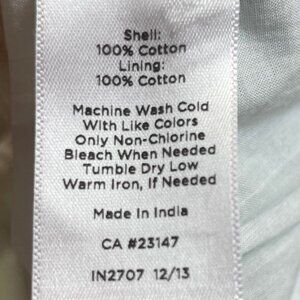 Shell:
100% Cotton
Lining:
100% Cotton
Machine Wash Cold
With Like Colors
Only Non-Chlorine
Bleach When Needed
Tumble Dry Low
Warm Iron, If Needed
Made In India
CA #23147
IN2707 12/13